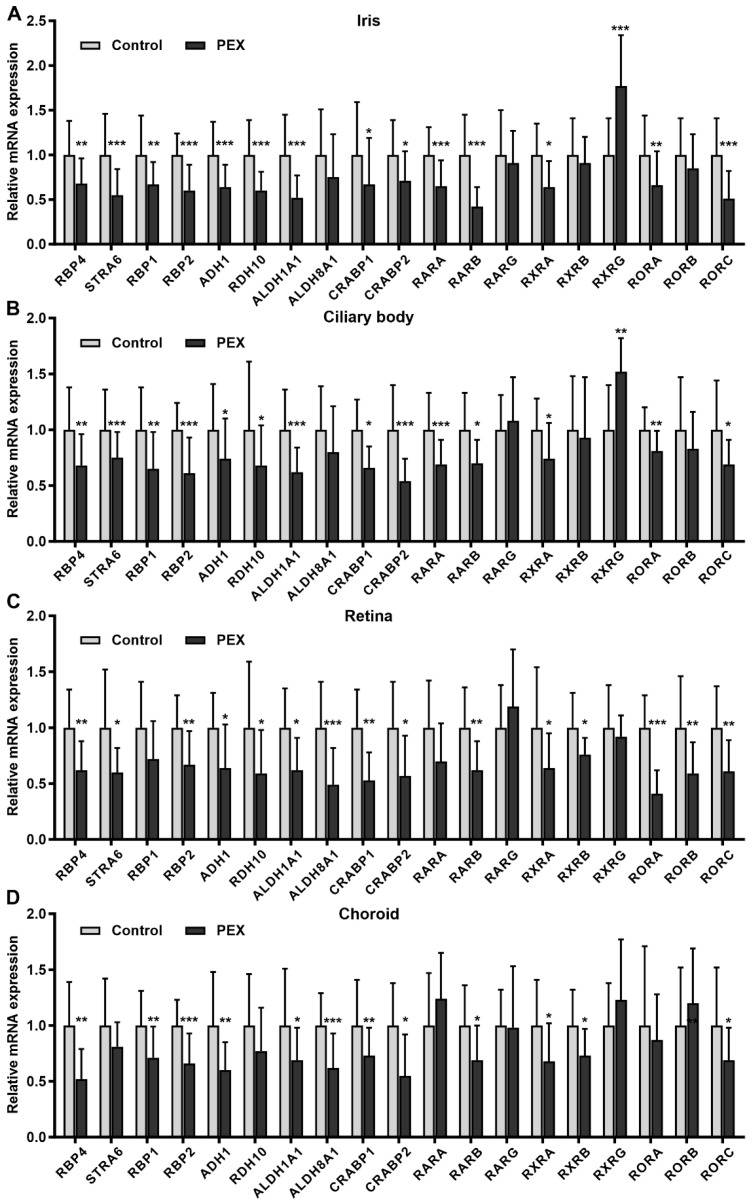 A
Iris
Control PEX
Relative mRNA expression
2.5
2.0
1.5
1.0
0.5
0.0
** *** ** *** *** *** *** * * *** *** * *** ** ***
RBP4 STRA6 RBP1 RBP2 ADH1 RDH10 ALDH1A1 ALDH8A1 CRABP1 CRABP2 RARA RARB RARG RXRA RXRB RXRG RORA RORB RORC
B
Ciliary body
Control PEX
Relative mRNA expression
2.0
1.5
1.0
0.5
0.0
** *** ** *** * * *** * *** *** * * ** ** *
RBP4 STRA6 RBP1 RBP2 ADH1 RDH10 ALDH1A1 ALDH8A1 CRABP1 CRABP2 RARA RARB RARG RXRA RXRB RXRG RORA RORB RORC
C
Retina
Control PEX
Relative mRNA expression
2.0
1.5
1.0
0.5
0.0
** * ** * * * *** ** * ** * * *** ** **
RBP4 STRA6 RBP1 RBP2 ADH1 RDH10 ALDH1A1 ALDH8A1 CRABP1 CRABP2 RARA RARB RARG RXRA RXRB RXRG RORA RORB RORC
D
Choroid
Control PEX
Relative mRNA expression
2.0
1.5
1.0
0.5
0.0
** ** *** ** * *** ** * * * * ** *
RBP4 STRA6 RBP1 RBP2 ADH1 RDH10 ALDH1A1 ALDH8A1 CRABP1 CRABP2 RARA RARB RARG RXRA RXRB RXRG RORA RORB RORC